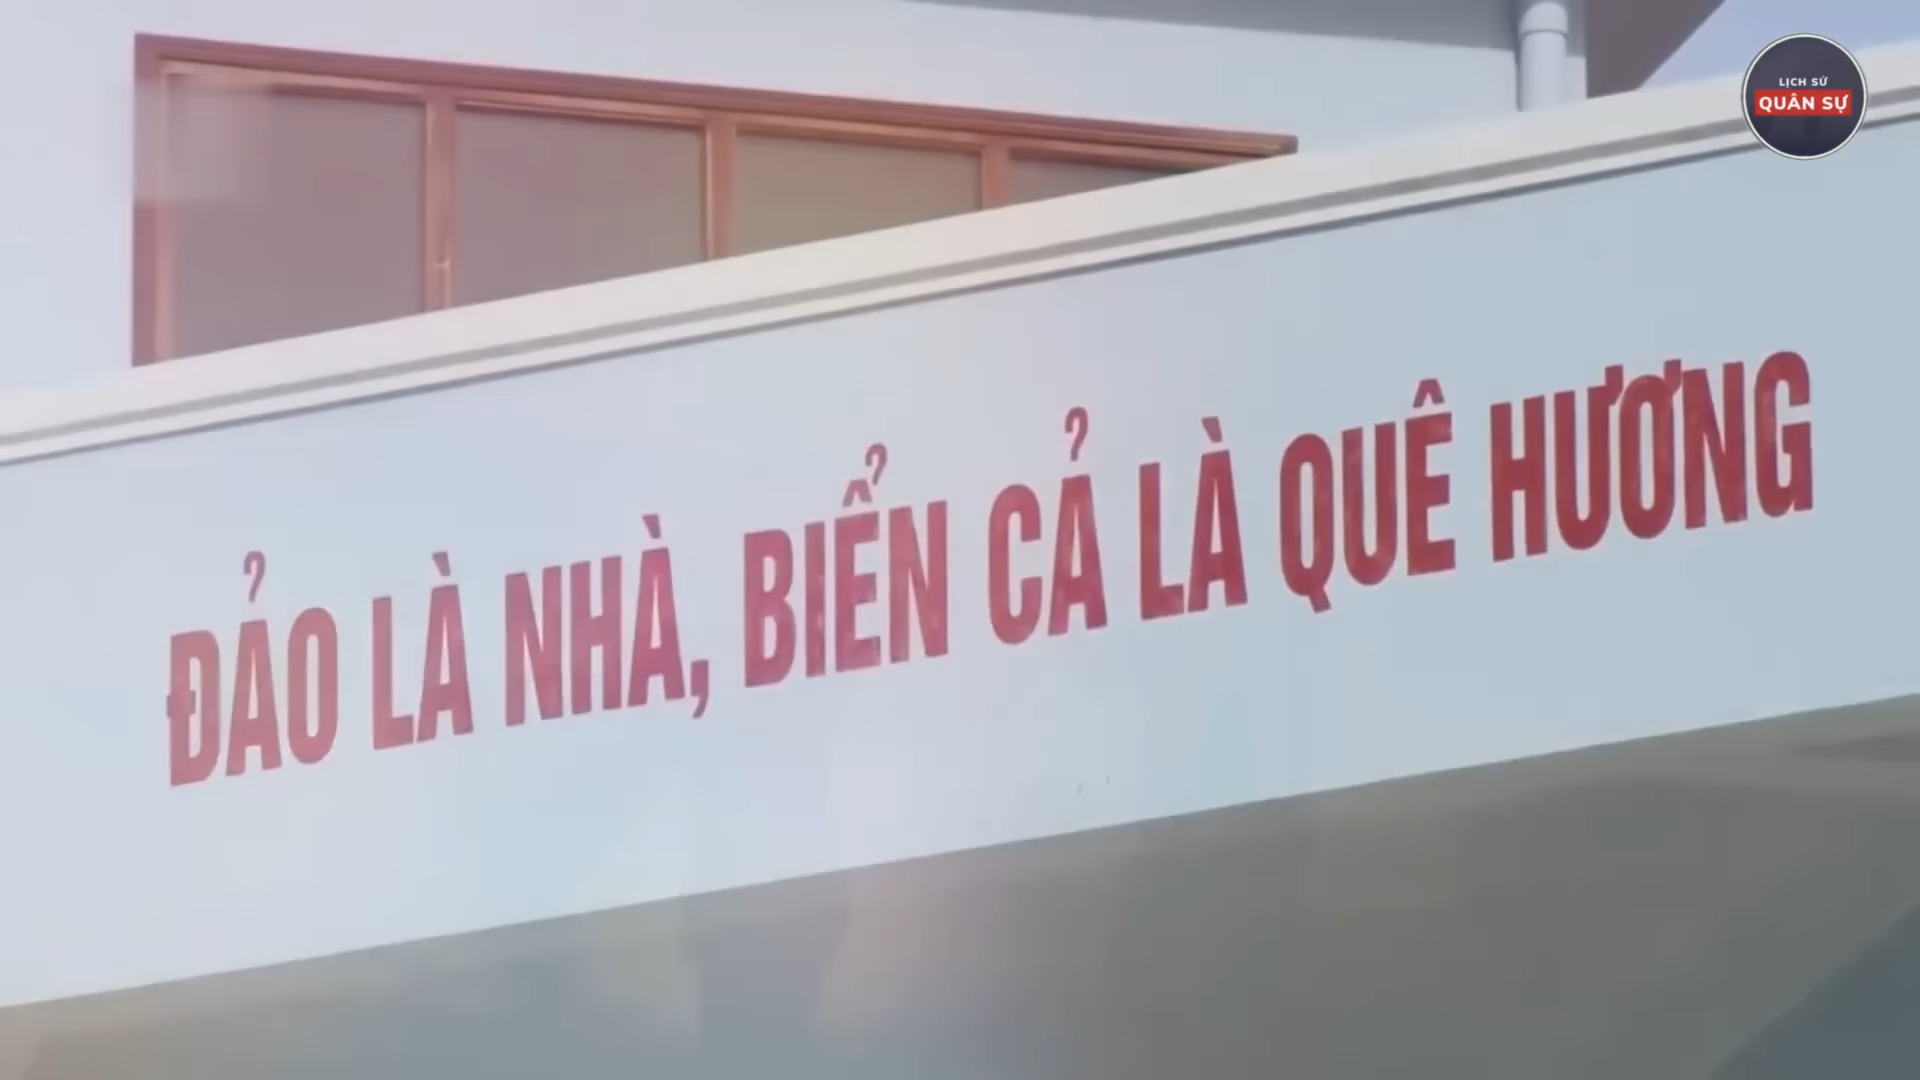 LỊCH SỬ
QUÂN SỰ
ĐẢO LÀ NHÀ, BIỂN CẢ LÀ QUÊ HƯƠNG